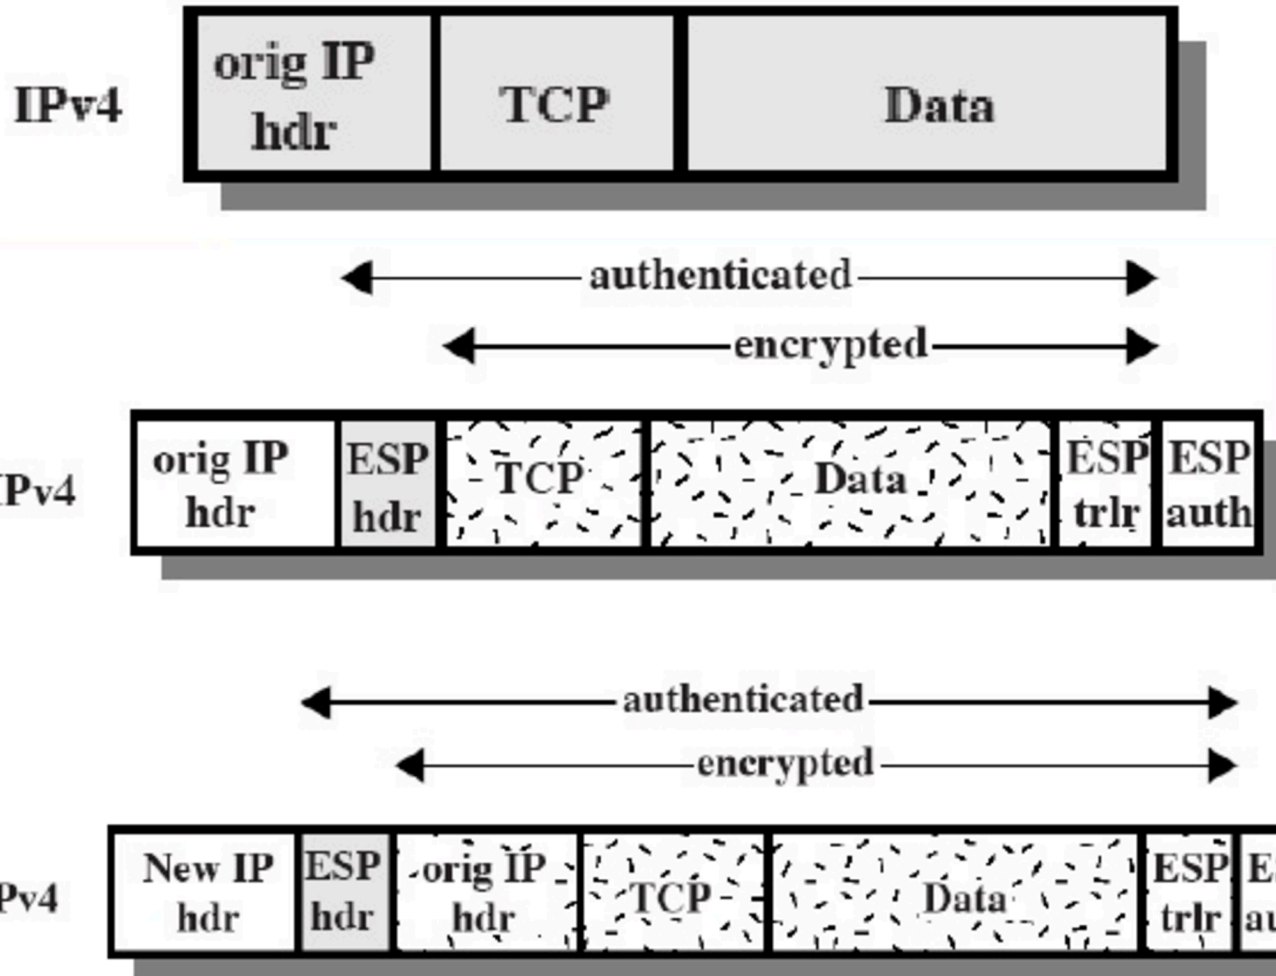 IPv4
orig IP
hdr
TCP
Data
authenticated
encrypted
Pv4
orig IP
hdr
ESP
hdr
TCP
Data
ESP
trlr
ESP
auth
authenticated
encrypted
Pv4
New IP
hdr
ESP
hdr
orig IP
hdr
TCP
Data
ESP
trlr